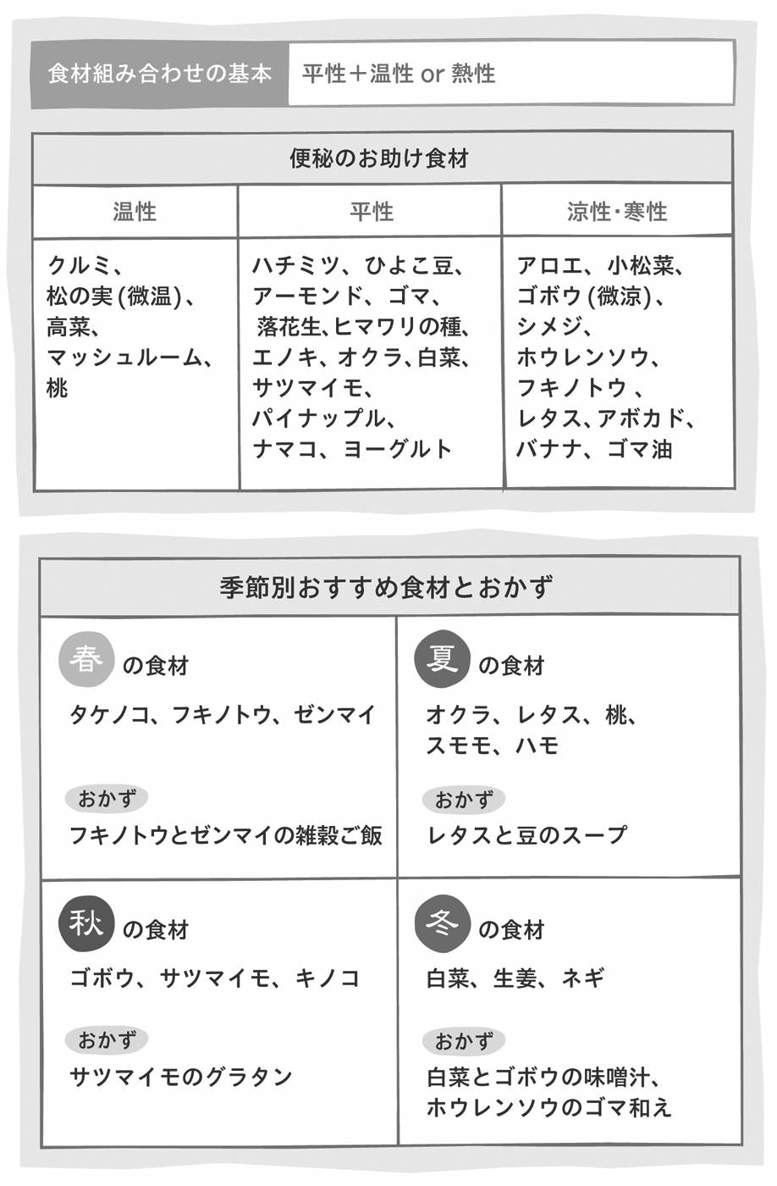 食材組み合わせの基本 平性＋温性 or 熱性
便秘のお助け食材
温性
クルミ、
松の実(微温)、
高菜、
マッシュルーム、
桃
平性
ハチミツ、ひよこ豆、
アーモンド、ゴマ、
落花生、ヒマワリの種、
エノキ、オクラ、白菜、
サツマイモ、
パイナップル、
ナマコ、ヨーグルト
涼性・寒性
アロエ、小松菜、
ゴボウ(微涼)、
シメジ、
ホウレンソウ、
フキノトウ、
レタス、アボカド、
バナナ、ゴマ油
季節別おすすめ食材とおかず
春の食材
タケノコ、フキノトウ、ゼンマイ
おかず
フキノトウとゼンマイの雑穀ご飯
夏の食材
オクラ、レタス、桃、
スモモ、ハモ
おかず
レタスと豆のスープ
秋の食材
ゴボウ、サツマイモ、キノコ
おかず
サツマイモのグラタン
冬の食材
白菜、生姜、ネギ
おかず
白菜とゴボウの味噌汁、
ホウレンソウのゴマ和え